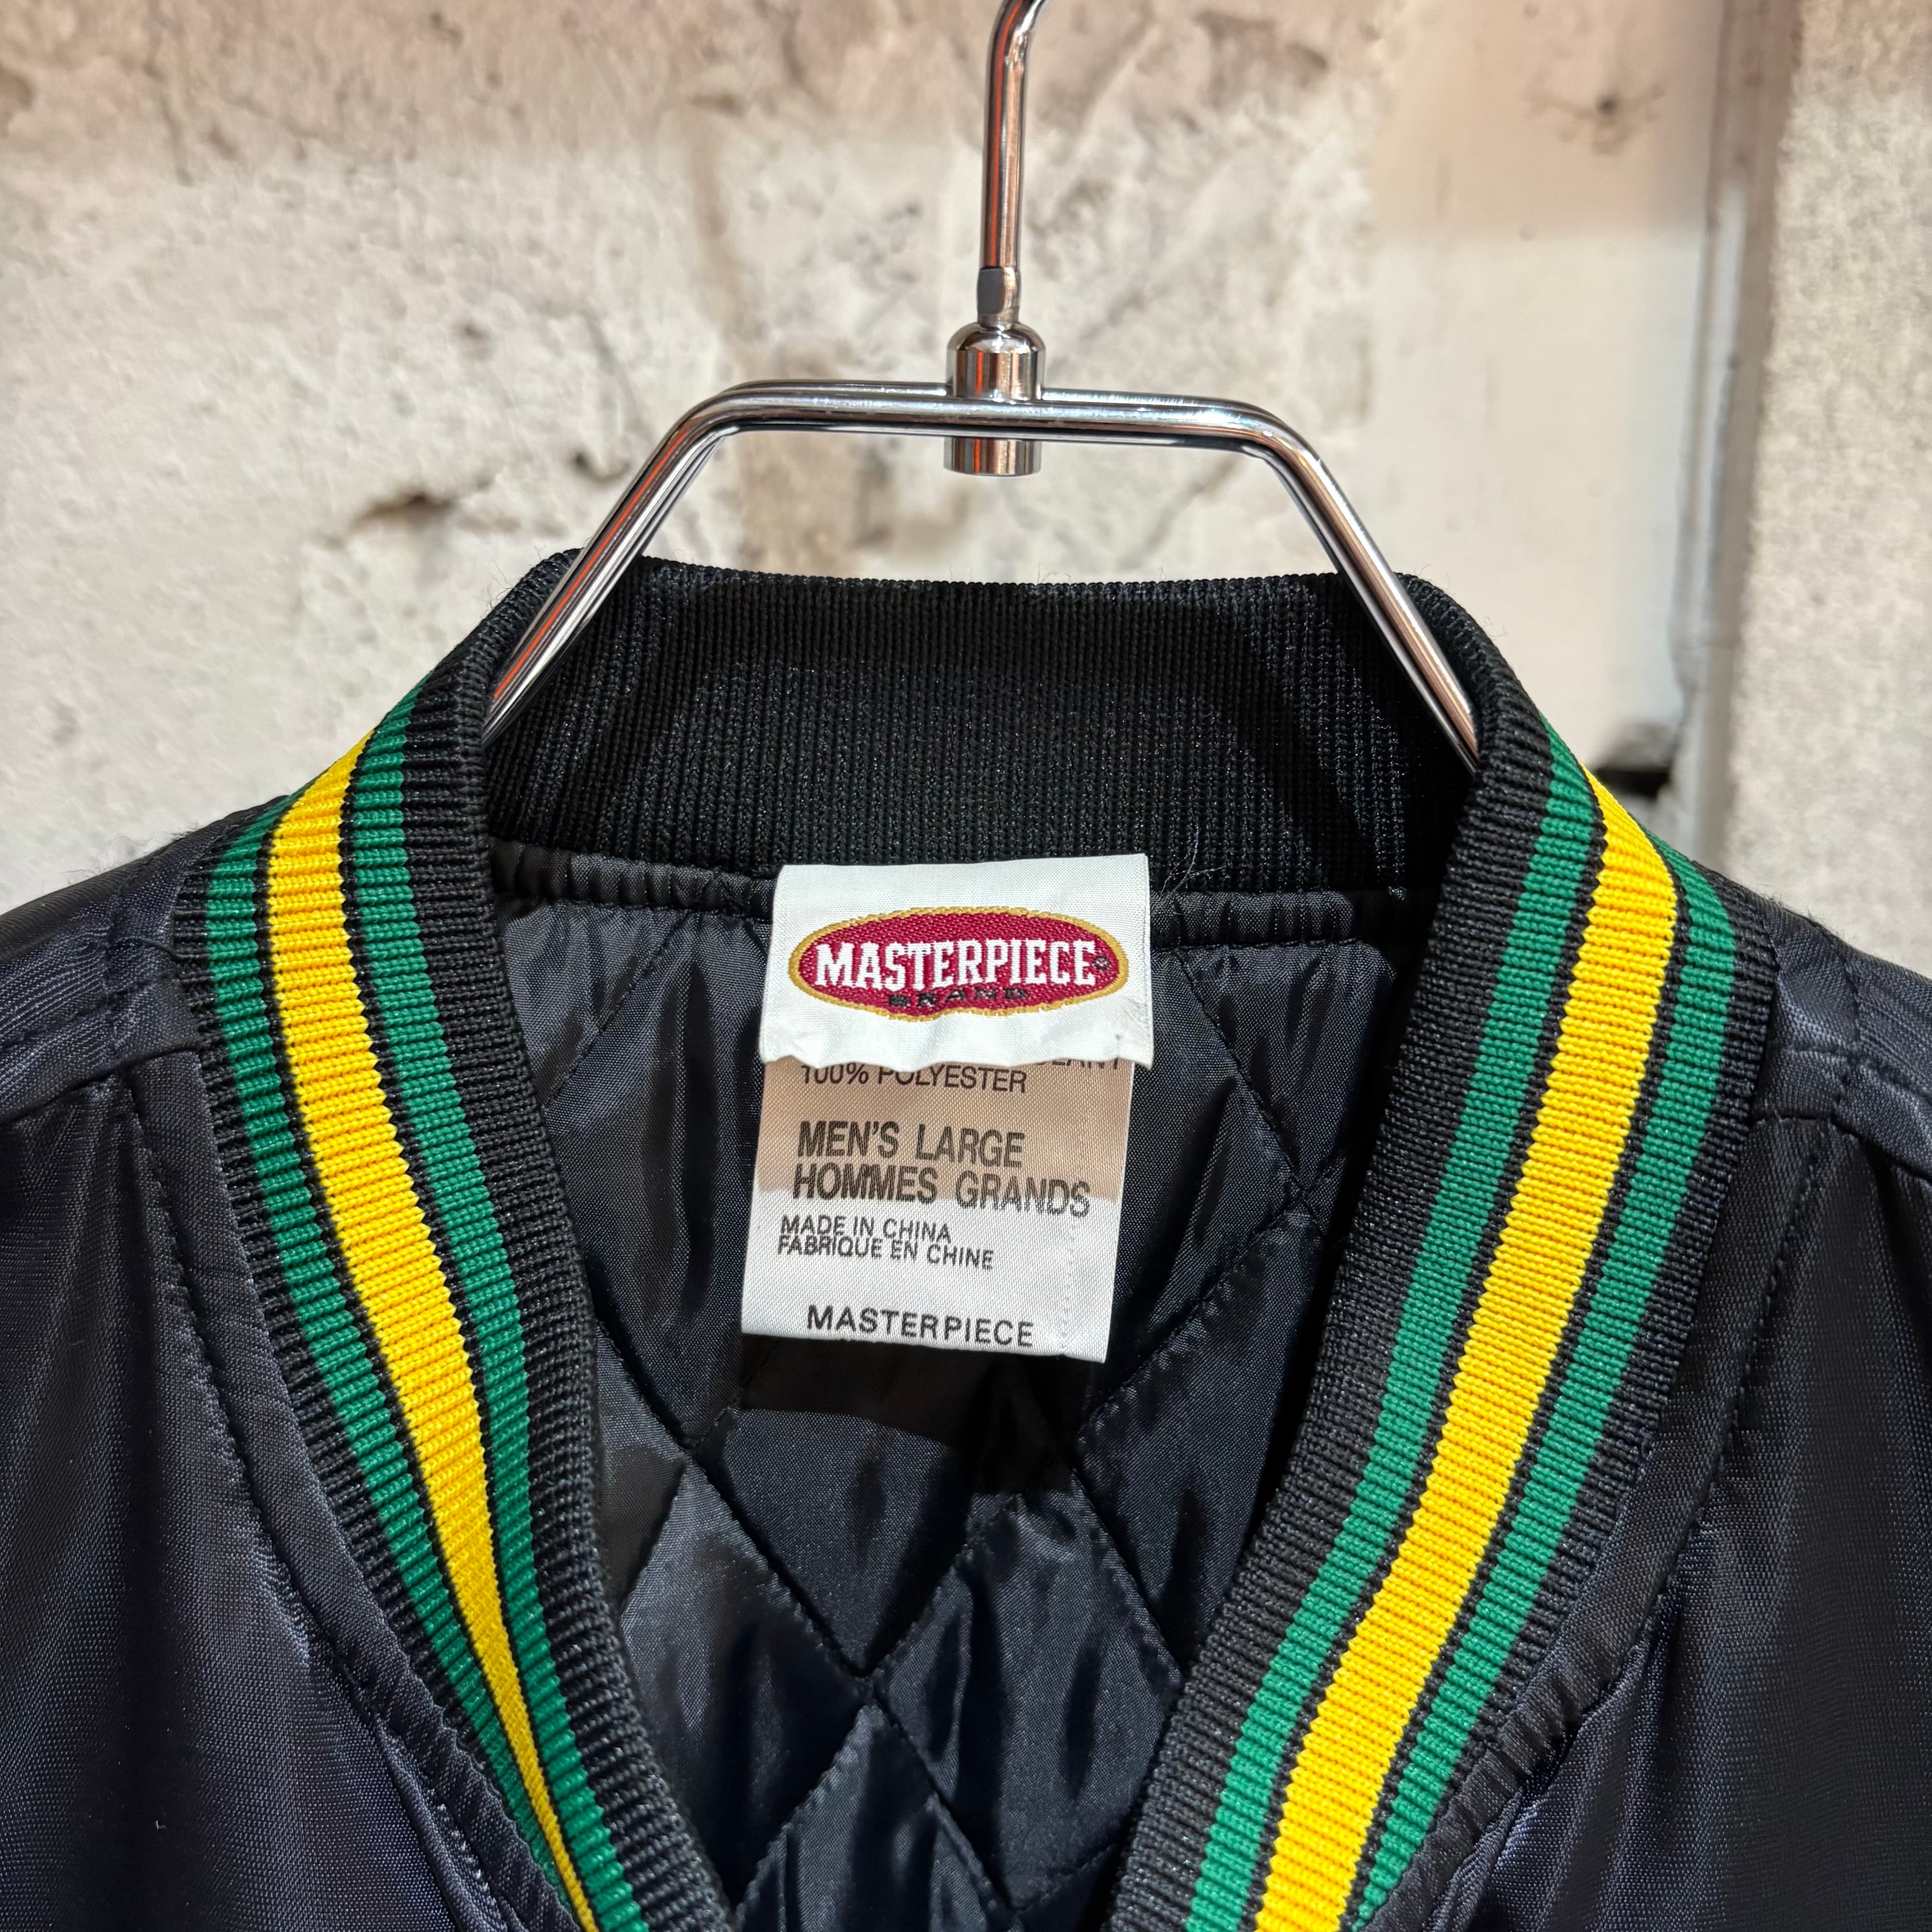 MASTERPIECE
BRAND
100% POLYESTER
MEN'S LARGE
HOMMES GRANDS
MADE IN CHINA
FABRIQUE EN CHINE
MASTERPIECE